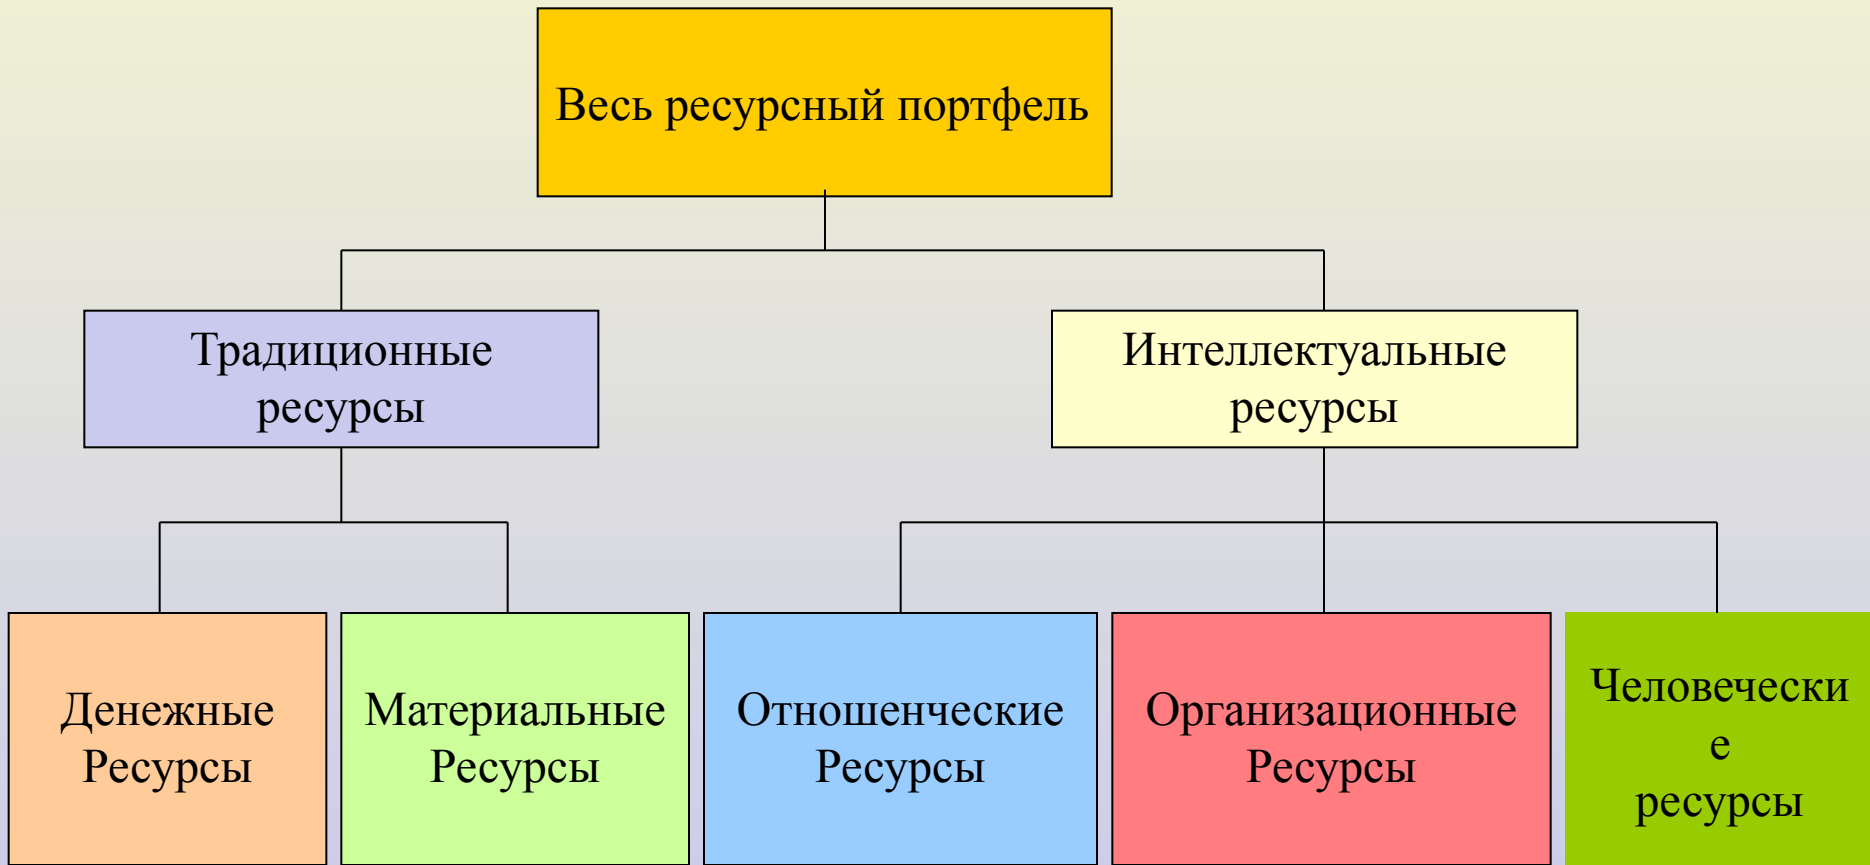 Весь ресурсный портфель
Традиционные
ресурсы
Интеллектуальные
ресурсы
Денежные
Ресурсы
Материальные
Ресурсы
Отношенческие
Ресурсы
Организационные
Ресурсы
Человечески
е
ресурсы